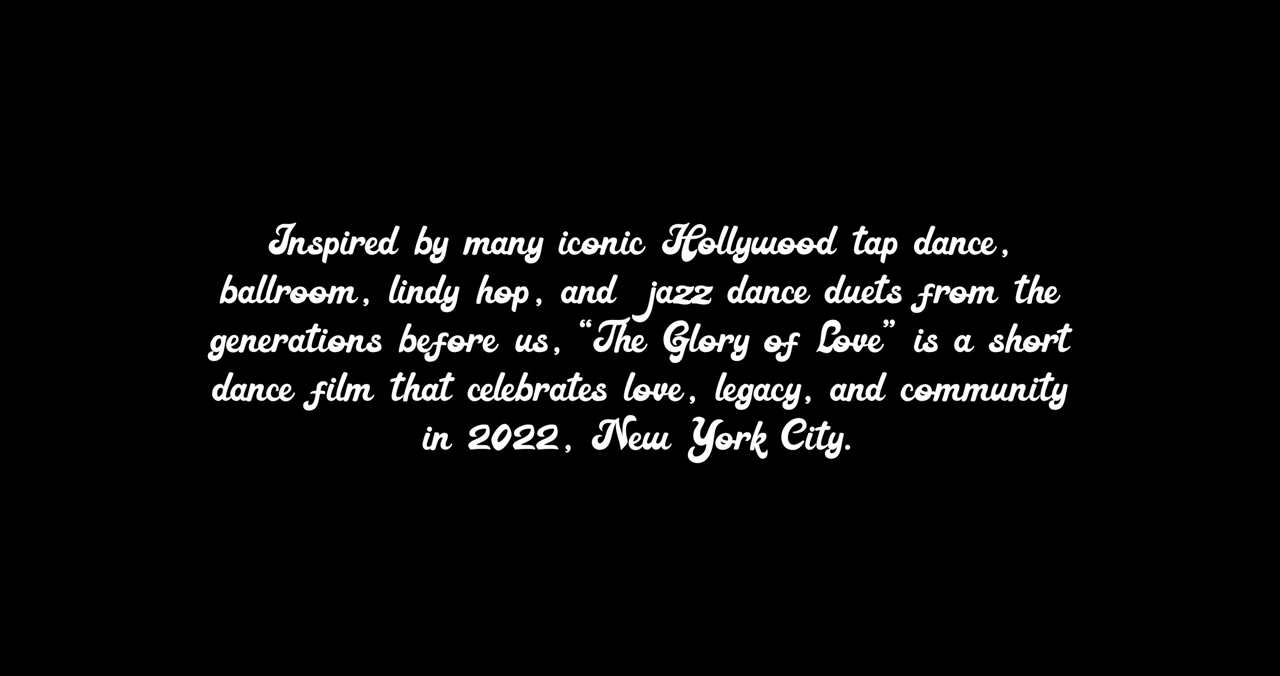 Inspired by many iconic Hollywood tap dance,
ballroom, lindy hop, and jazz dance duets from the
generations before us, “The Glory of Love” is a short
dance film that celebrates love, legacy, and community
in 2022, New York City.